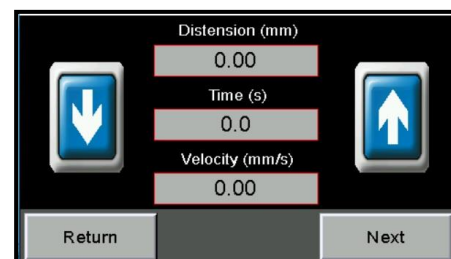 Distension (mm)
0.00
Time (s)
0.0
Velocity (mm/s)
0.00
Return
Next